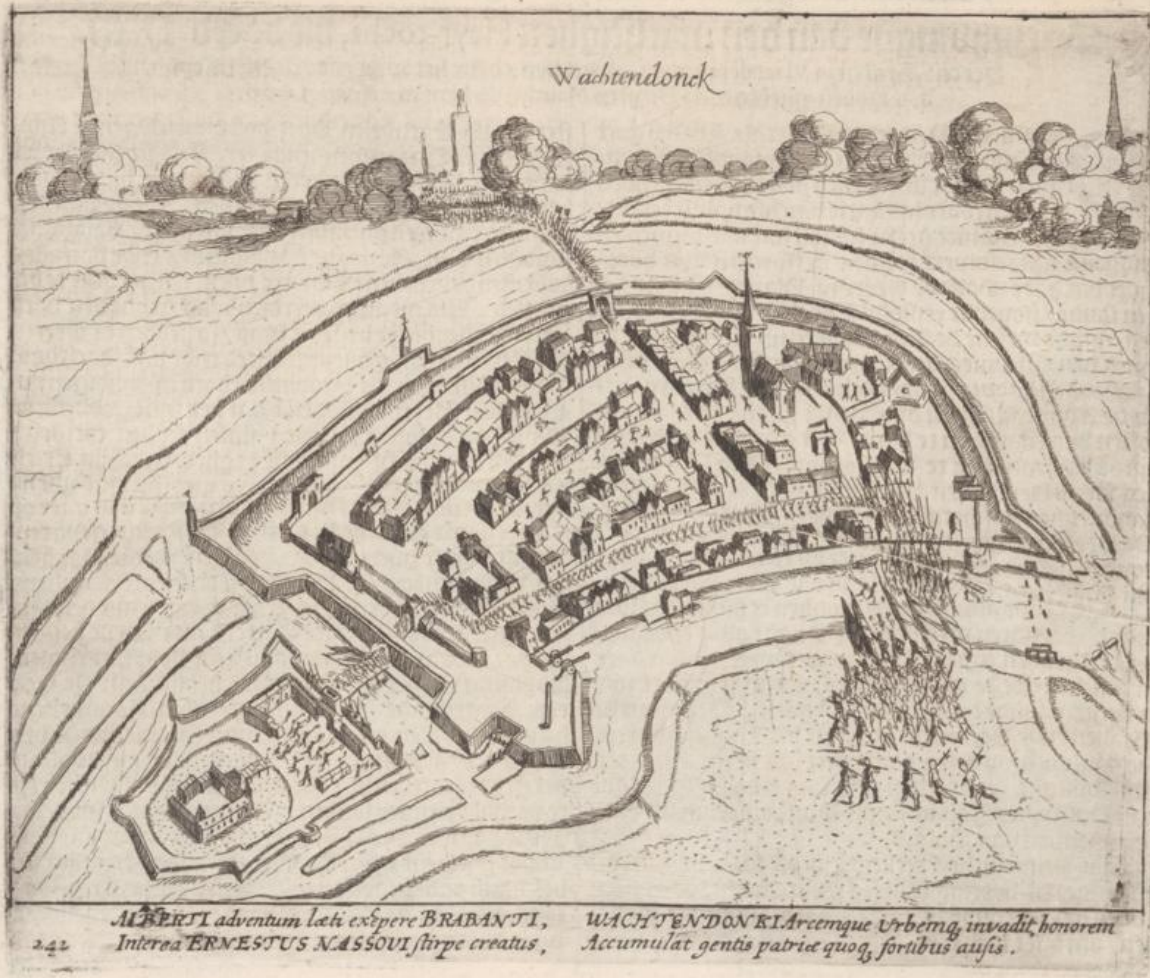 Wachtendonck
ALBERTI adventum læti exepere BRABANTI,
Interea ERNESTUS NASSOVI stirpe creatus,
WACHTENDONKI Arcemque Urbemq, invadit, honorem
Accumulat gentis patriæ quoq, fortibus ausis.
242